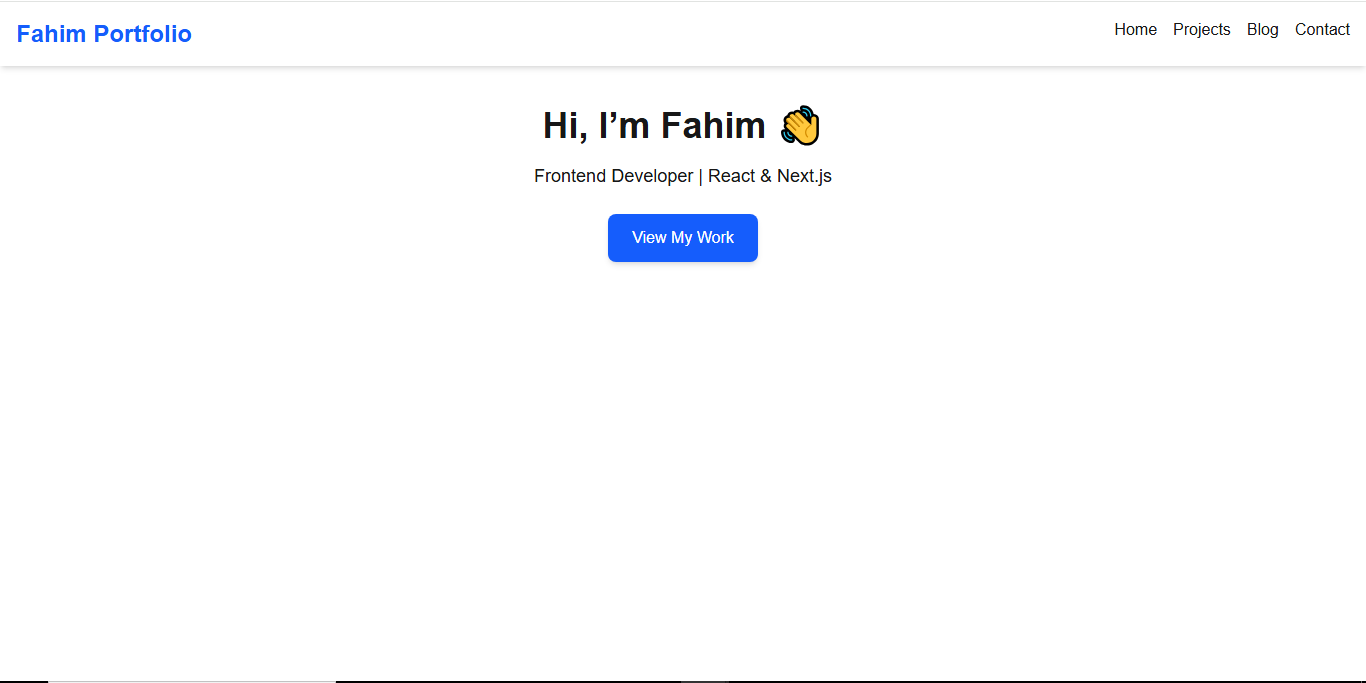 Fahim Portfolio
Home Projects Blog Contact
Hi, I’m Fahim 👋
Frontend Developer | React & Next.js
View My Work